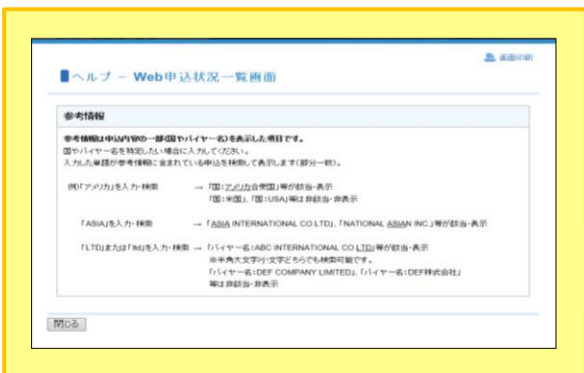 画面印刷
ヘルプ － Web申込状況一覧画面
参考情報
参考情報は申込内容の一部(国やバイヤー名)を表示した項目です。
国やバイヤー名を特定したい場合に入力してください。
入力した単語が参考情報に含まれている申込を検索して表示します(部分一致)。
例)「アメリカ」を入力・検索 → 「国：アメリカ合衆国」等が該当・表示
「国：米国」、「国：USA」等は非該当・非表示
「ASIA」を入力・検索 → 「ASIA INTERNATIONAL CO LTD」、「NATIONAL ASIAN INC.」等が該当・表示
「LTD」または「ltd」を入力・検索 → 「バイヤー名：ABC INTERNATIONAL CO LTD」等が該当・表示
※半角大文字/小文字どちらでも検索可能です。
「バイヤー名：DEF COMPANY LIMITED」、「バイヤー名：DEF株式会社」
等は非該当・非表示
閉じる